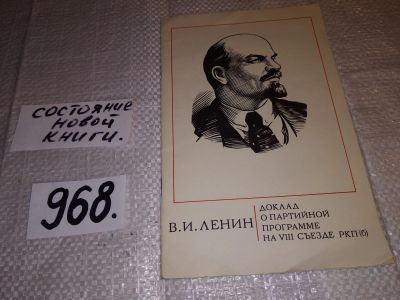 состояние
новой
книги.
968.
В.И. ЛЕНИН
ДОКЛАД
О ПАРТИЙНОЙ
ПРОГРАММЕ
НА VIII СЪЕЗДЕ РКП(б)